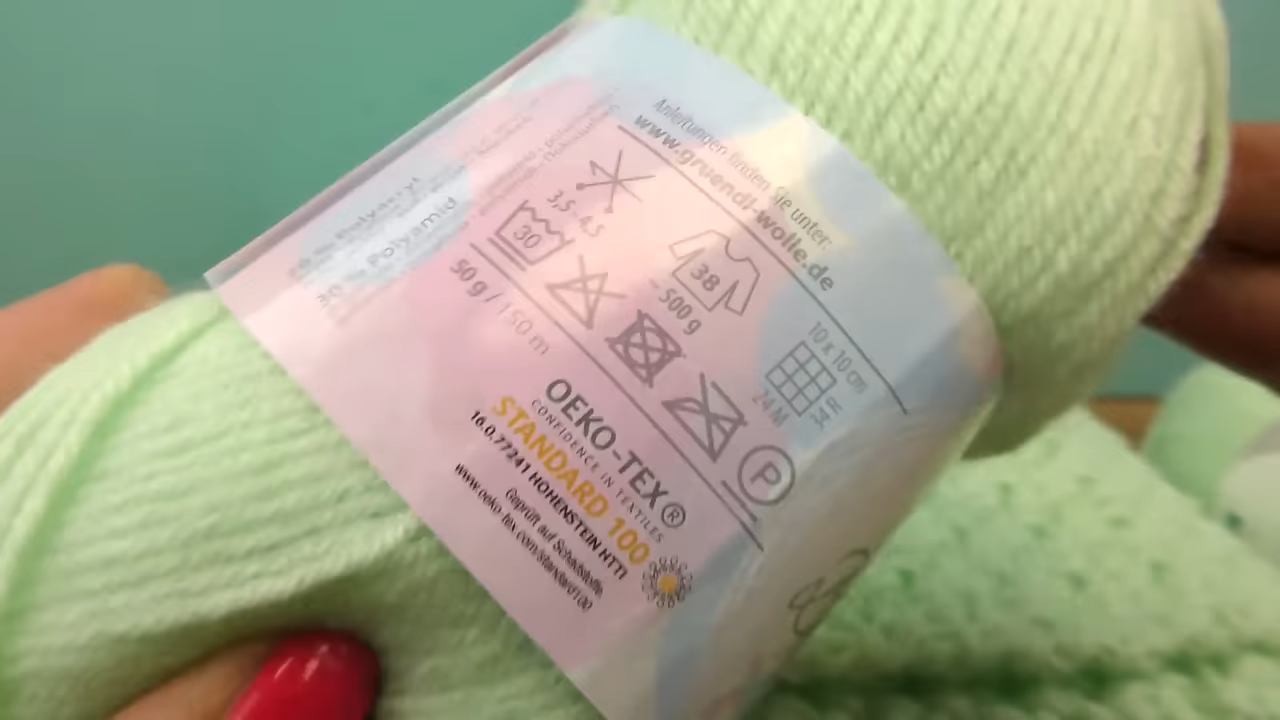 Anleitungen finden Sie unter:
www.gruendl-wolle.de
3,5 - 4,5
38
~ 500 g
10 x 10 cm
24 M
34 R
30
P
50 g / 150 m
Polyacryl
Polyamid
OEKO-TEX®
CONFIDENCE IN TEXTILES
STANDARD 100
16.0.77241 HOHENSTEIN HTTI
Geprüft auf Schadstoffe.
www.oeko-tex.com/standard100